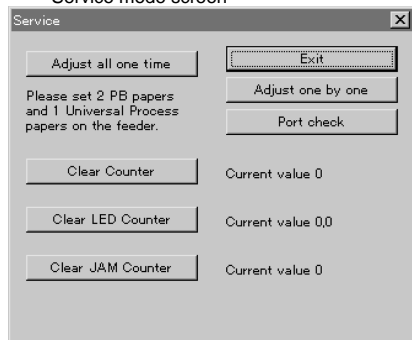 Service mode screen
Service
Adjust all one time
Exit
Please set 2 PB papers
and 1 Universal Process
papers on the feeder.
Adjust one by one
Port check
Clear Counter
Current value 0
Clear LED Counter
Current value 0,0
Clear JAM Counter
Current value 0